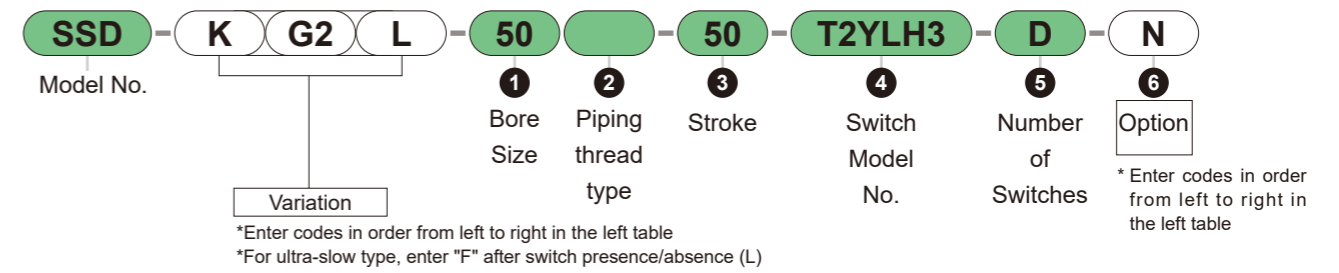 SSD - K G2 L - 50 - 50 - T2YLH3 - D - N
Model No.
1 2 3 4 5 6
Bore Size
Piping thread type
Stroke
Switch Model No.
Number of Switches
Option
* Enter codes in order
from left to right in
the left table
Variation
*Enter codes in order from left to right in the left table
*For ultra-slow type, enter "F" after switch presence/absence (L)